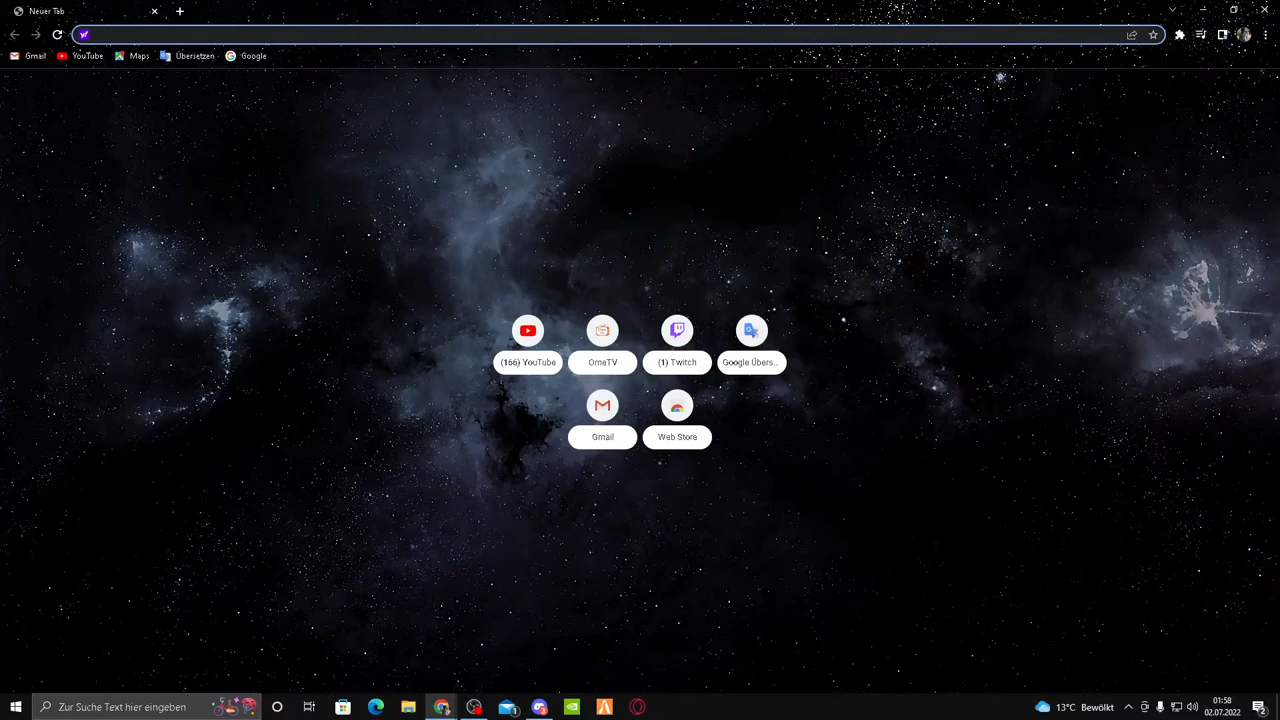 Neuer Tab
Gmail YouTube Maps Übersetzen Google
(166) YouTube OmeTV (1) Twitch Google Übers...
Gmail Web Store
Zur Suche Text hier eingeben 13°C Bewölkt 01:58
02.07.2022